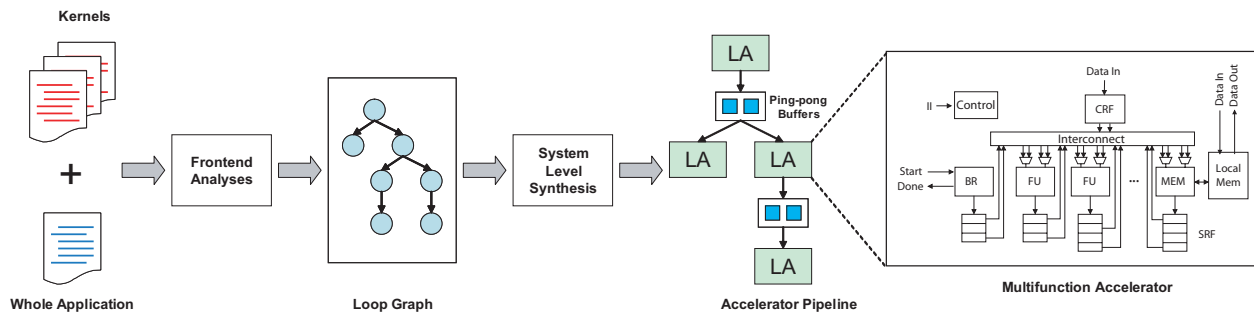 Kernels
+
Whole Application
Frontend
Analyses
Loop Graph
System
Level
Synthesis
LA
Ping-pong
Buffers
LA
LA
LA
Accelerator Pipeline
Data In
Data In
Data Out
II
Control
CRF
Interconnect
Start
Done
BR
FU
FU
...
MEM
Local
Mem
SRF
Multifunction Accelerator